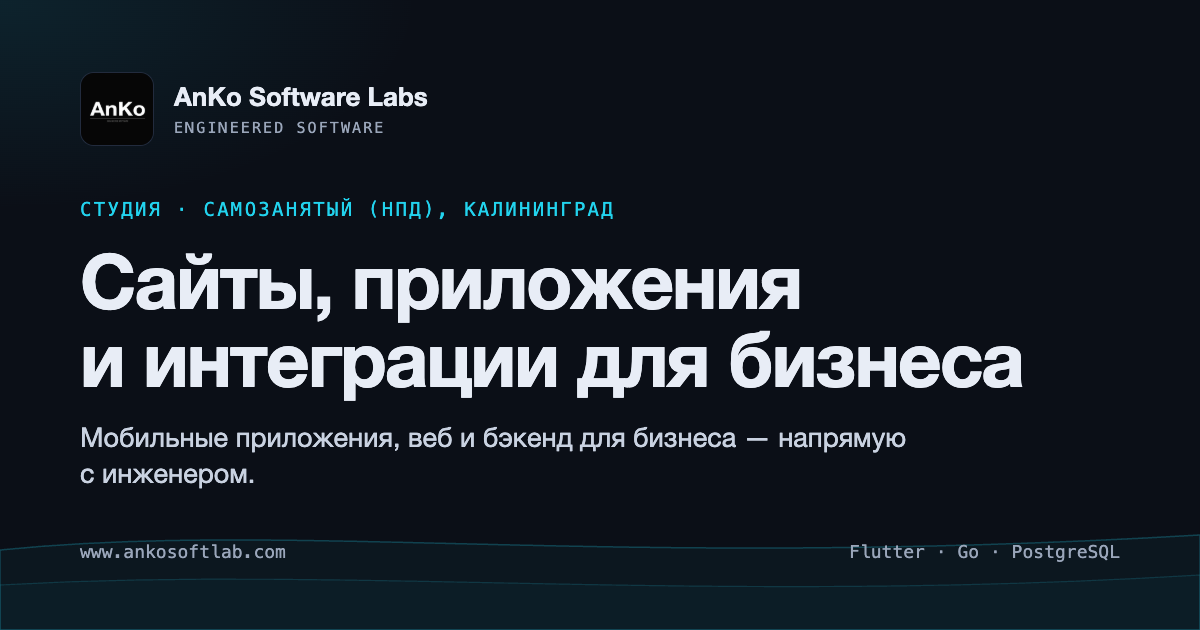 AnKo
AnKo Software Labs
ENGINEERED SOFTWARE
СТУДИЯ · САМОЗАНЯТЫЙ (НПД), КАЛИНИНГРАД
Сайты, приложения
и интеграции для бизнеса
Мобильные приложения, веб и бэкенд для бизнеса — напрямую
с инженером.
www.ankosoftlab.com
Flutter · Go · PostgreSQL